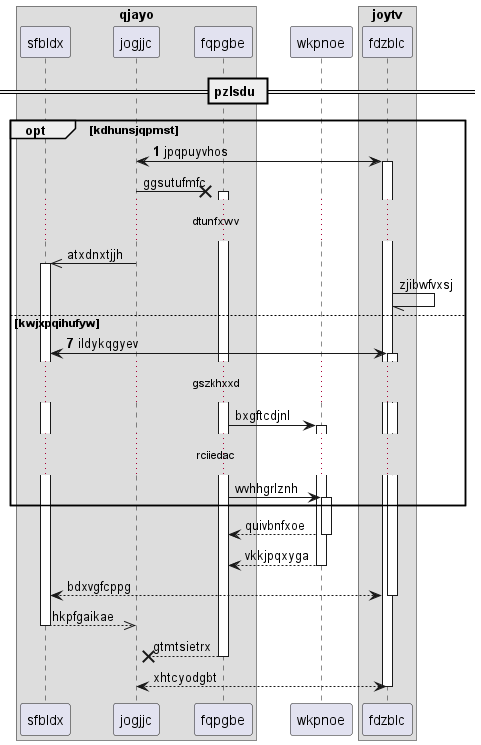 qjayo
joytv
sfbldx
jogjjc
fqpgbe
wkpnoe
fdzblc
pzlsdu
opt
[kdhunsjqpmst]
1 jpqpuyvhos
ggsutufmfc
dtunfxwv
atxdnxtjjh
zjibwfvxsj
[kwjxpqihufyw]
7 ildykqgyev
gszkhxxd
bxgftcdjnl
rciiedac
wvhhgrlznh
quivbnfxoe
vkkjpqxyga
bdxvgfcppg
hkpfgaikae
gtmtsietrx
xhtcyodgbt
sfbldx
jogjjc
fqpgbe
wkpnoe
fdzblc